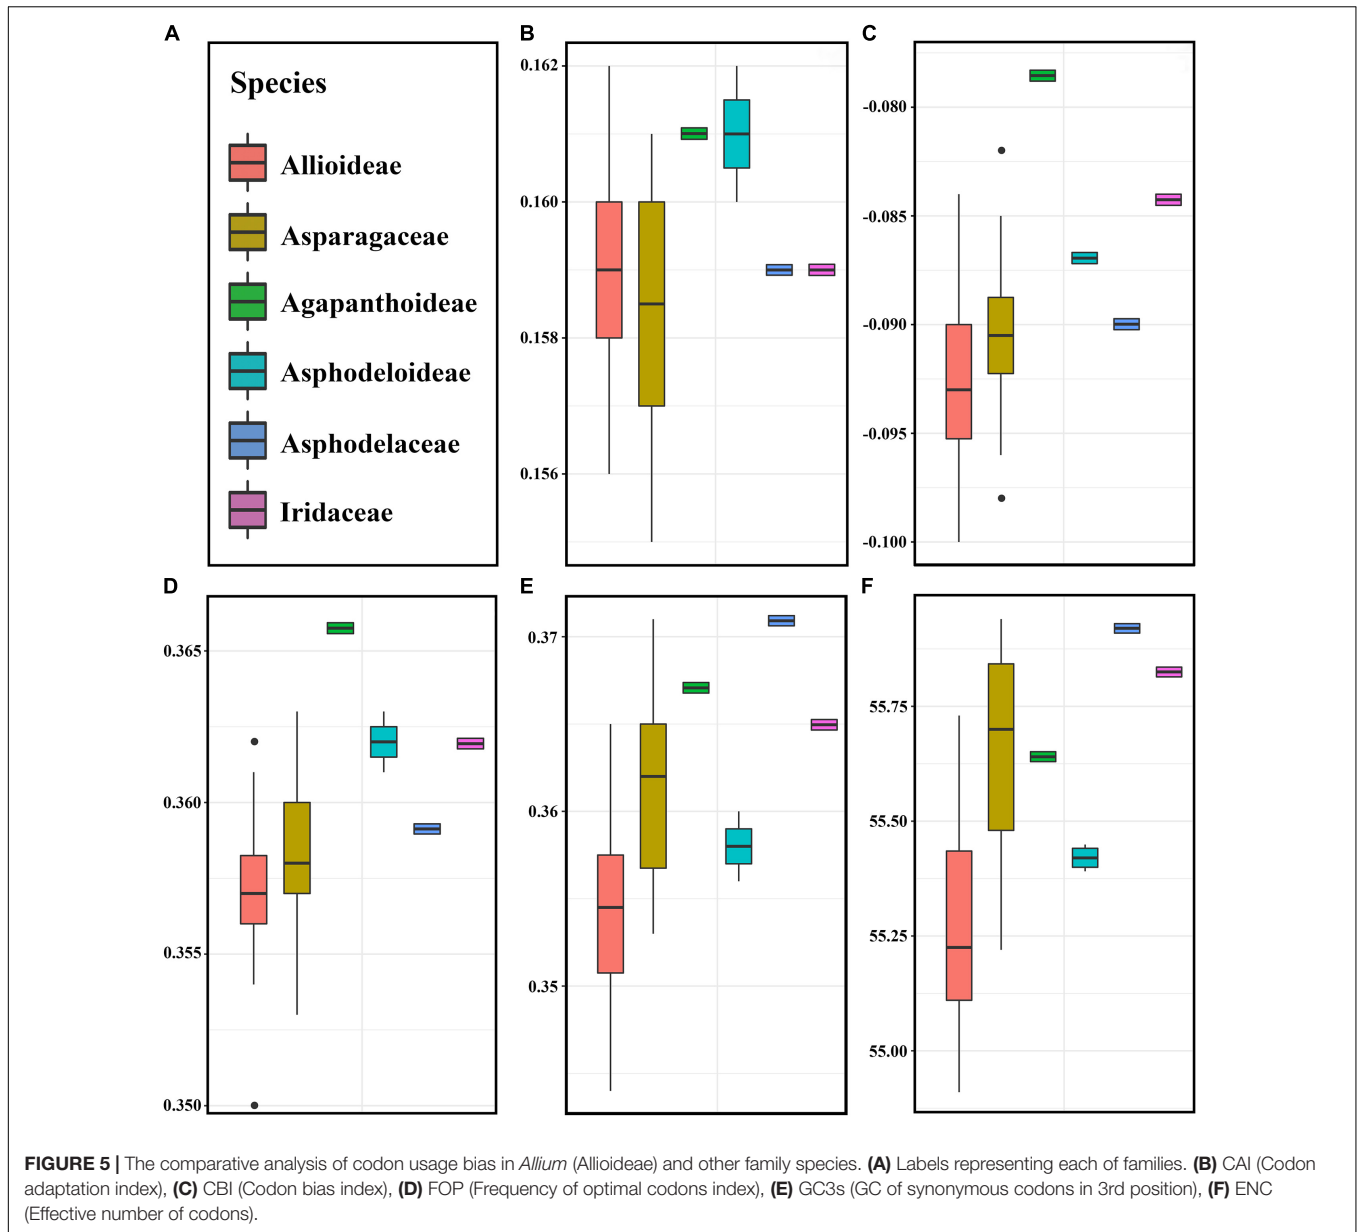 A
Species
Allioideae
Asparagaceae
Agapanthoideae
Asphodeloideae
Asphodelaceae
Iridaceae
B
0.162
0.160
0.158
0.156
C
-0.080
-0.085
-0.090
-0.095
-0.100
D
0.365
0.360
0.355
0.350
E
0.37
0.36
0.35
F
55.75
55.50
55.25
55.00
FIGURE 5 | The comparative analysis of codon usage bias in Allium (Allioideae) and other family species. (A) Labels representing each of families. (B) CAI (Codon
adaptation index), (C) CBI (Codon bias index), (D) FOP (Frequency of optimal codons index), (E) GC3s (GC of synonymous codons in 3rd position), (F) ENC
(Effective number of codons).